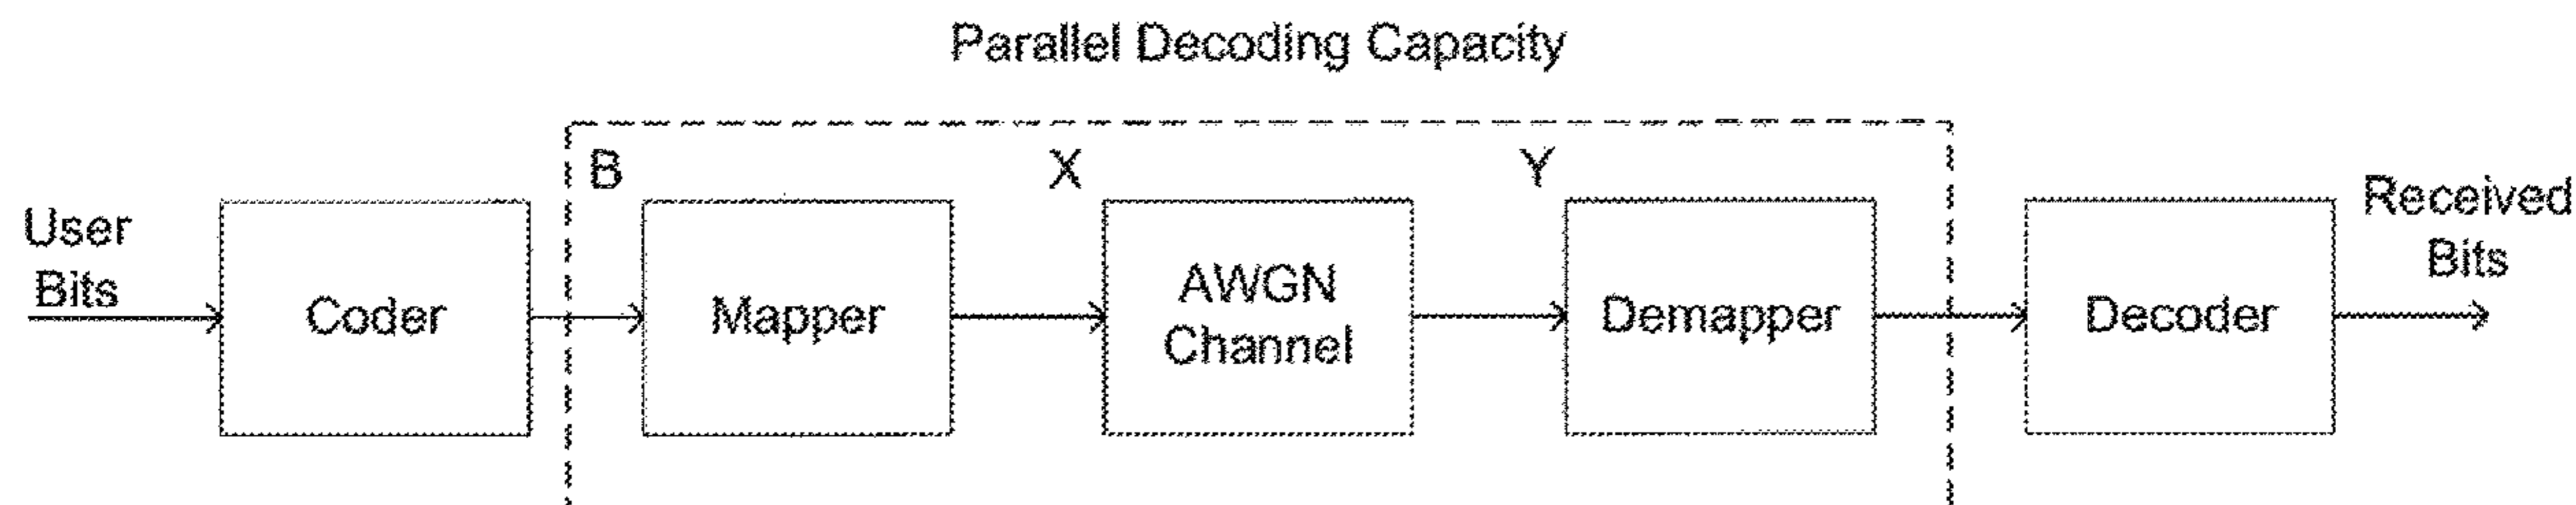 Parallel Decoding Capacity
B
X
Y
User
Bits
Coder
Mapper
AWGN
Channel
Demapper
Decoder
Received
Bits